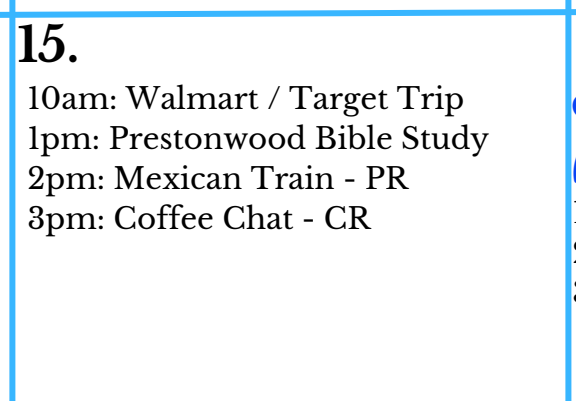 15.
10am: Walmart / Target Trip
1pm: Prestonwood Bible Study
2pm: Mexican Train - PR
3pm: Coffee Chat - CR